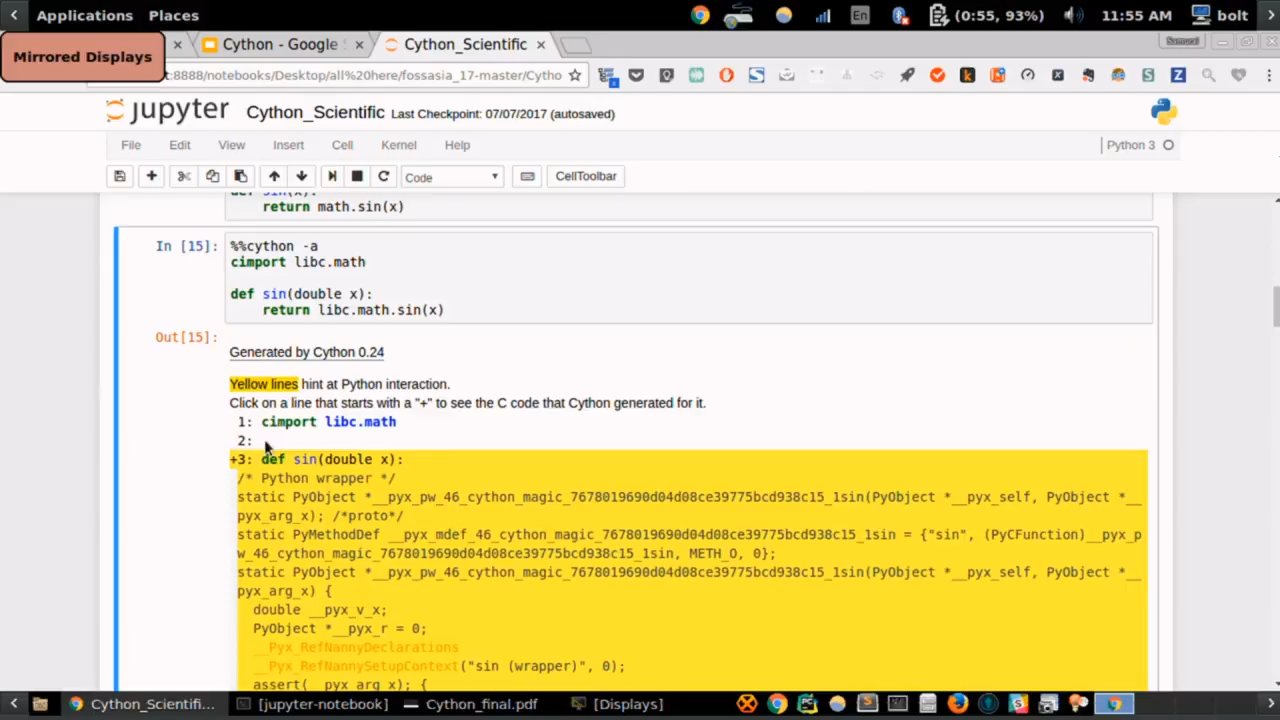 Applications Places En (0:55, 93%) 11:55 AM bolt
Mirrored Displays
Cython - Google Cython_Scientific Samurai
:8888/notebooks/Desktop/all%20here/fossasia_17-master/Cytho
jupyter Cython_Scientific Last Checkpoint: 07/07/2017 (autosaved)
File Edit View Insert Cell Kernel Help Python 3
Code CellToolbar
def sin(x):
return math.sin(x)
In [15]: %%cython -a
cimport libc.math
def sin(double x):
return libc.math.sin(x)
Out[15]:
Generated by Cython 0.24
Yellow lines hint at Python interaction.
Click on a line that starts with a "+" to see the C code that Cython generated for it.
1: cimport libc.math
2:
+3: def sin(double x):
/* Python wrapper */
static PyObject *__pyx_pw_46_cython_magic_7678019690d04d08ce39775bcd938c15_1sin(PyObject *__pyx_self, PyObject *__
pyx_arg_x); /*proto*/
static PyMethodDef __pyx_mdef_46_cython_magic_7678019690d04d08ce39775bcd938c15_1sin = {"sin", (PyCFunction)__pyx_p
w_46_cython_magic_7678019690d04d08ce39775bcd938c15_1sin, METH_O, 0};
static PyObject *__pyx_pw_46_cython_magic_7678019690d04d08ce39775bcd938c15_1sin(PyObject *__pyx_self, PyObject *__
pyx_arg_x) {
double __pyx_v_x;
PyObject *__pyx_r = 0;
__Pyx_RefNannyDeclarations
__Pyx_RefNannySetupContext("sin (wrapper)", 0);
assert(__pyx_arg_x); {
Cython_Scientifi... [jupyter-notebook] Cython_final.pdf [Displays]